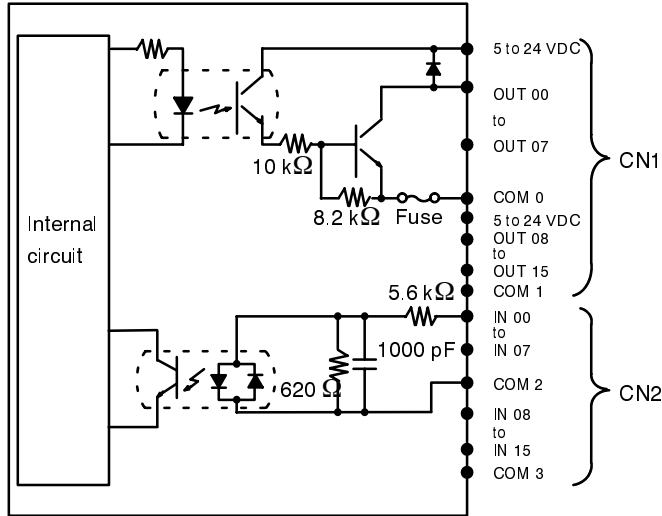 5 to 24 VDC
OUT 00
to
OUT 07
CN1
10 kΩ
8.2 kΩ
Fuse
COM 0
5 to 24 VDC
OUT 08
to
OUT 15
COM 1
Internal
circuit
5.6 kΩ
IN 00
to
IN 07
1000 pF
620 Ω
COM 2
CN2
IN 08
to
IN 15
COM 3